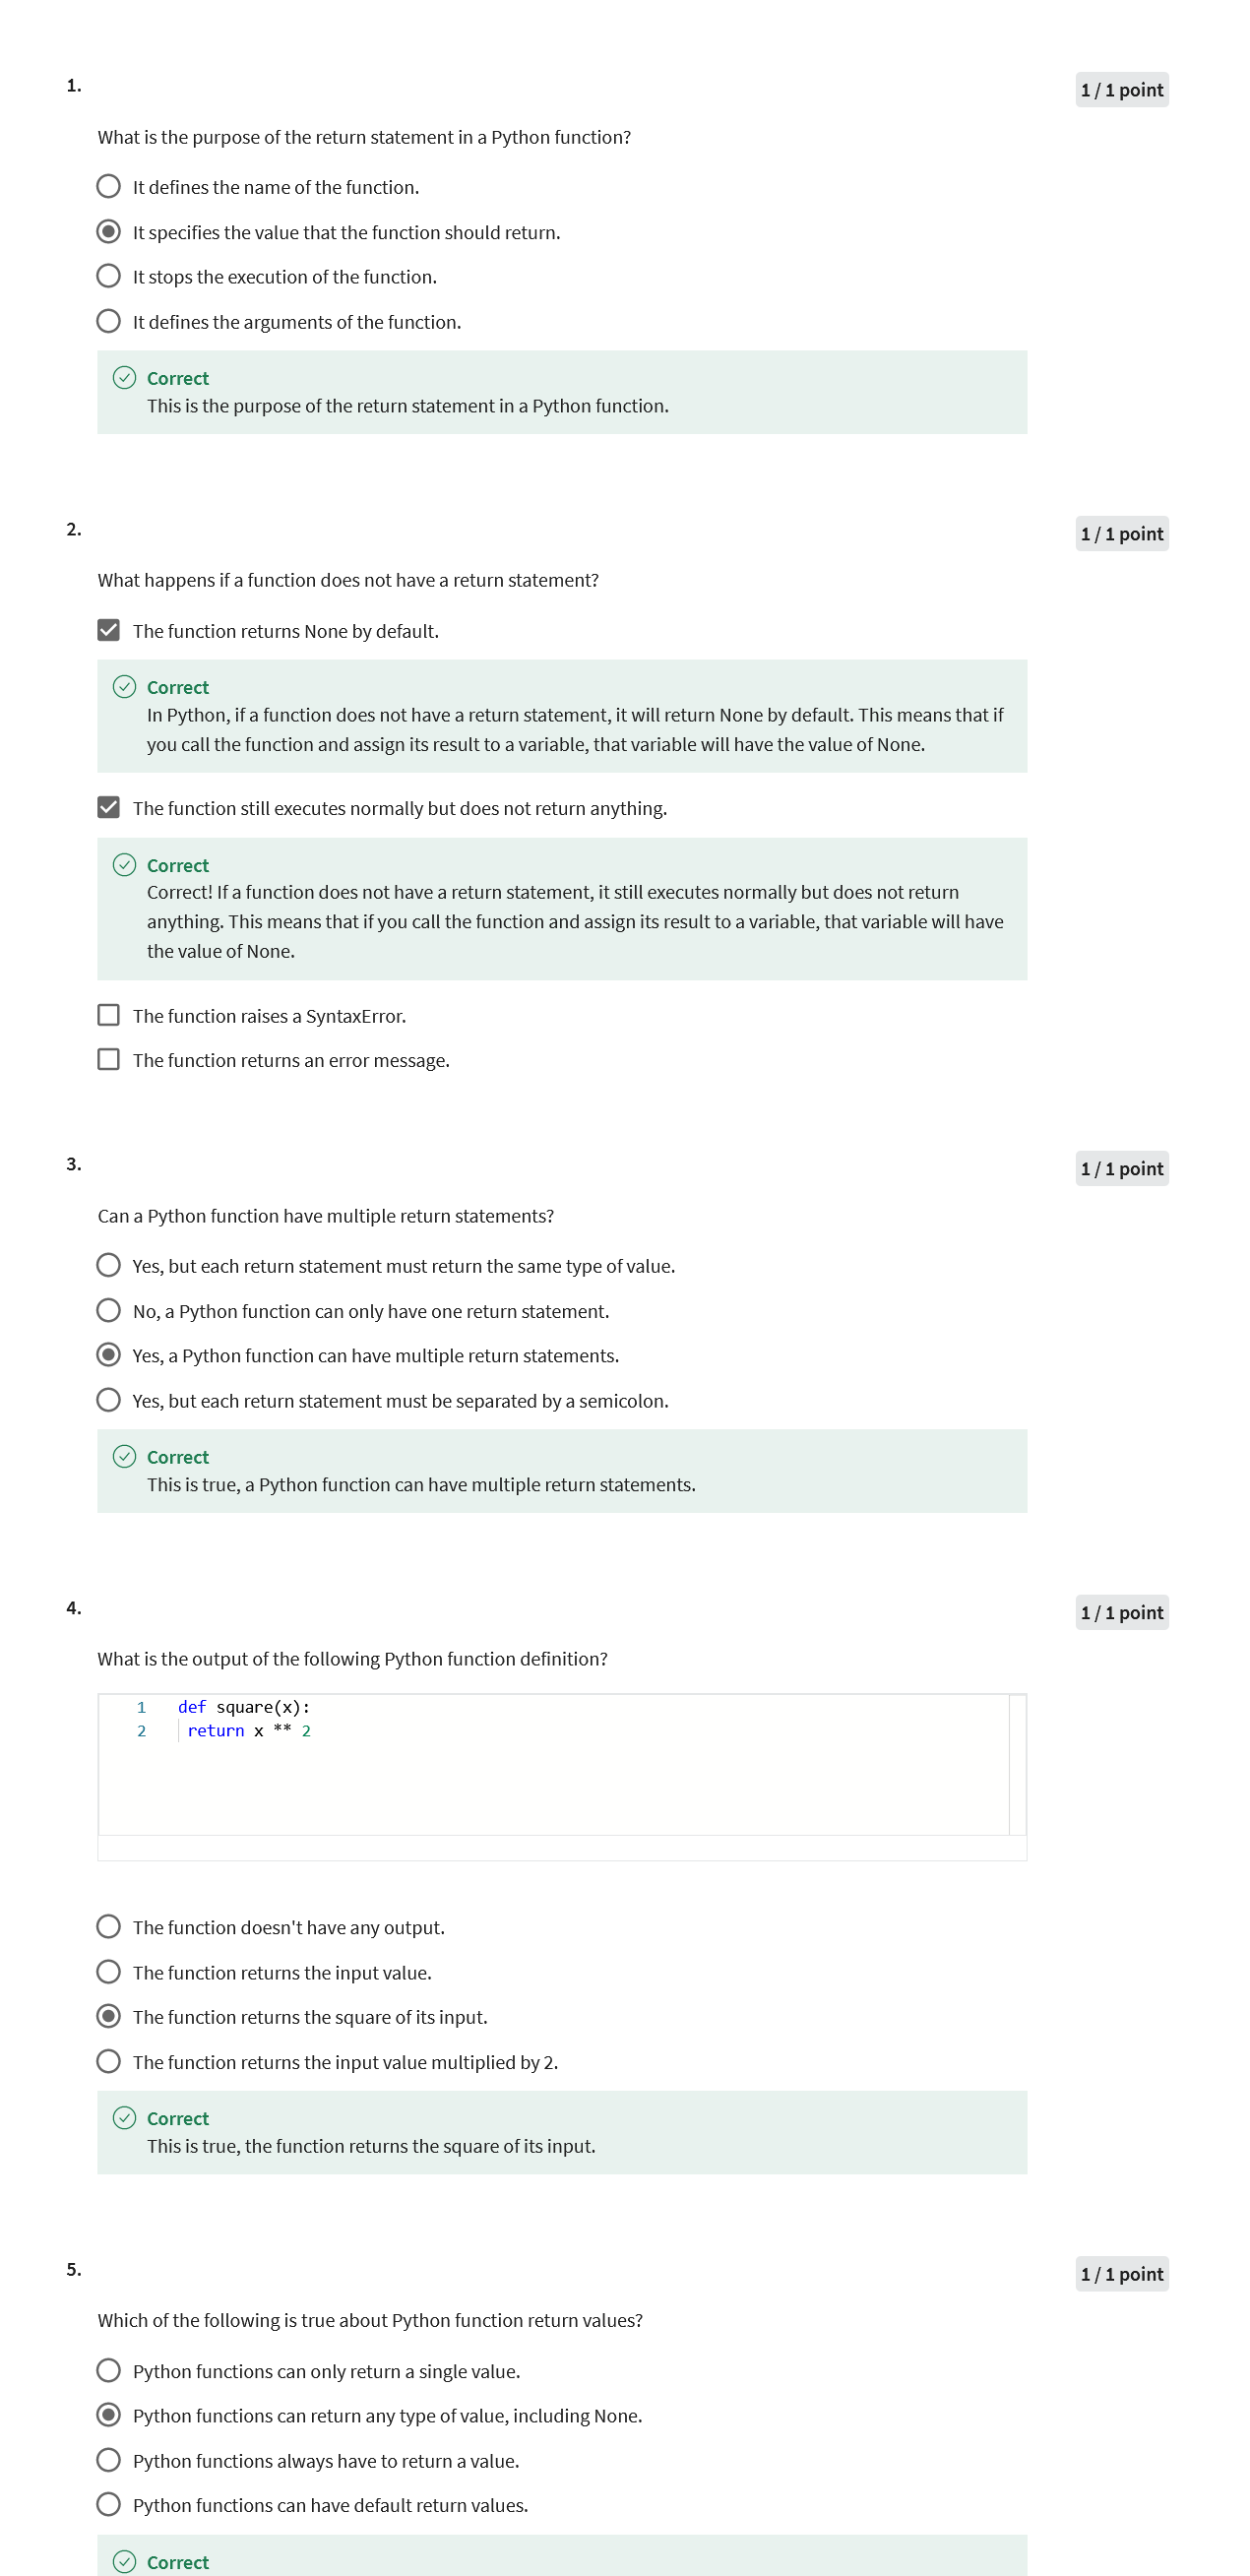 1.
1 / 1 point
What is the purpose of the return statement in a Python function?
It defines the name of the function.
It specifies the value that the function should return.
It stops the execution of the function.
It defines the arguments of the function.
Correct
This is the purpose of the return statement in a Python function.
2.
1 / 1 point
What happens if a function does not have a return statement?
The function returns None by default.
Correct
In Python, if a function does not have a return statement, it will return None by default. This means that if
you call the function and assign its result to a variable, that variable will have the value of None.
The function still executes normally but does not return anything.
Correct
Correct! If a function does not have a return statement, it still executes normally but does not return
anything. This means that if you call the function and assign its result to a variable, that variable will have
the value of None.
The function raises a SyntaxError.
The function returns an error message.
3.
1 / 1 point
Can a Python function have multiple return statements?
Yes, but each return statement must return the same type of value.
No, a Python function can only have one return statement.
Yes, a Python function can have multiple return statements.
Yes, but each return statement must be separated by a semicolon.
Correct
This is true, a Python function can have multiple return statements.
4.
1 / 1 point
What is the output of the following Python function definition?
1 def square(x):
2 return x ** 2
The function doesn't have any output.
The function returns the input value.
The function returns the square of its input.
The function returns the input value multiplied by 2.
Correct
This is true, the function returns the square of its input.
5.
1 / 1 point
Which of the following is true about Python function return values?
Python functions can only return a single value.
Python functions can return any type of value, including None.
Python functions always have to return a value.
Python functions can have default return values.
Correct